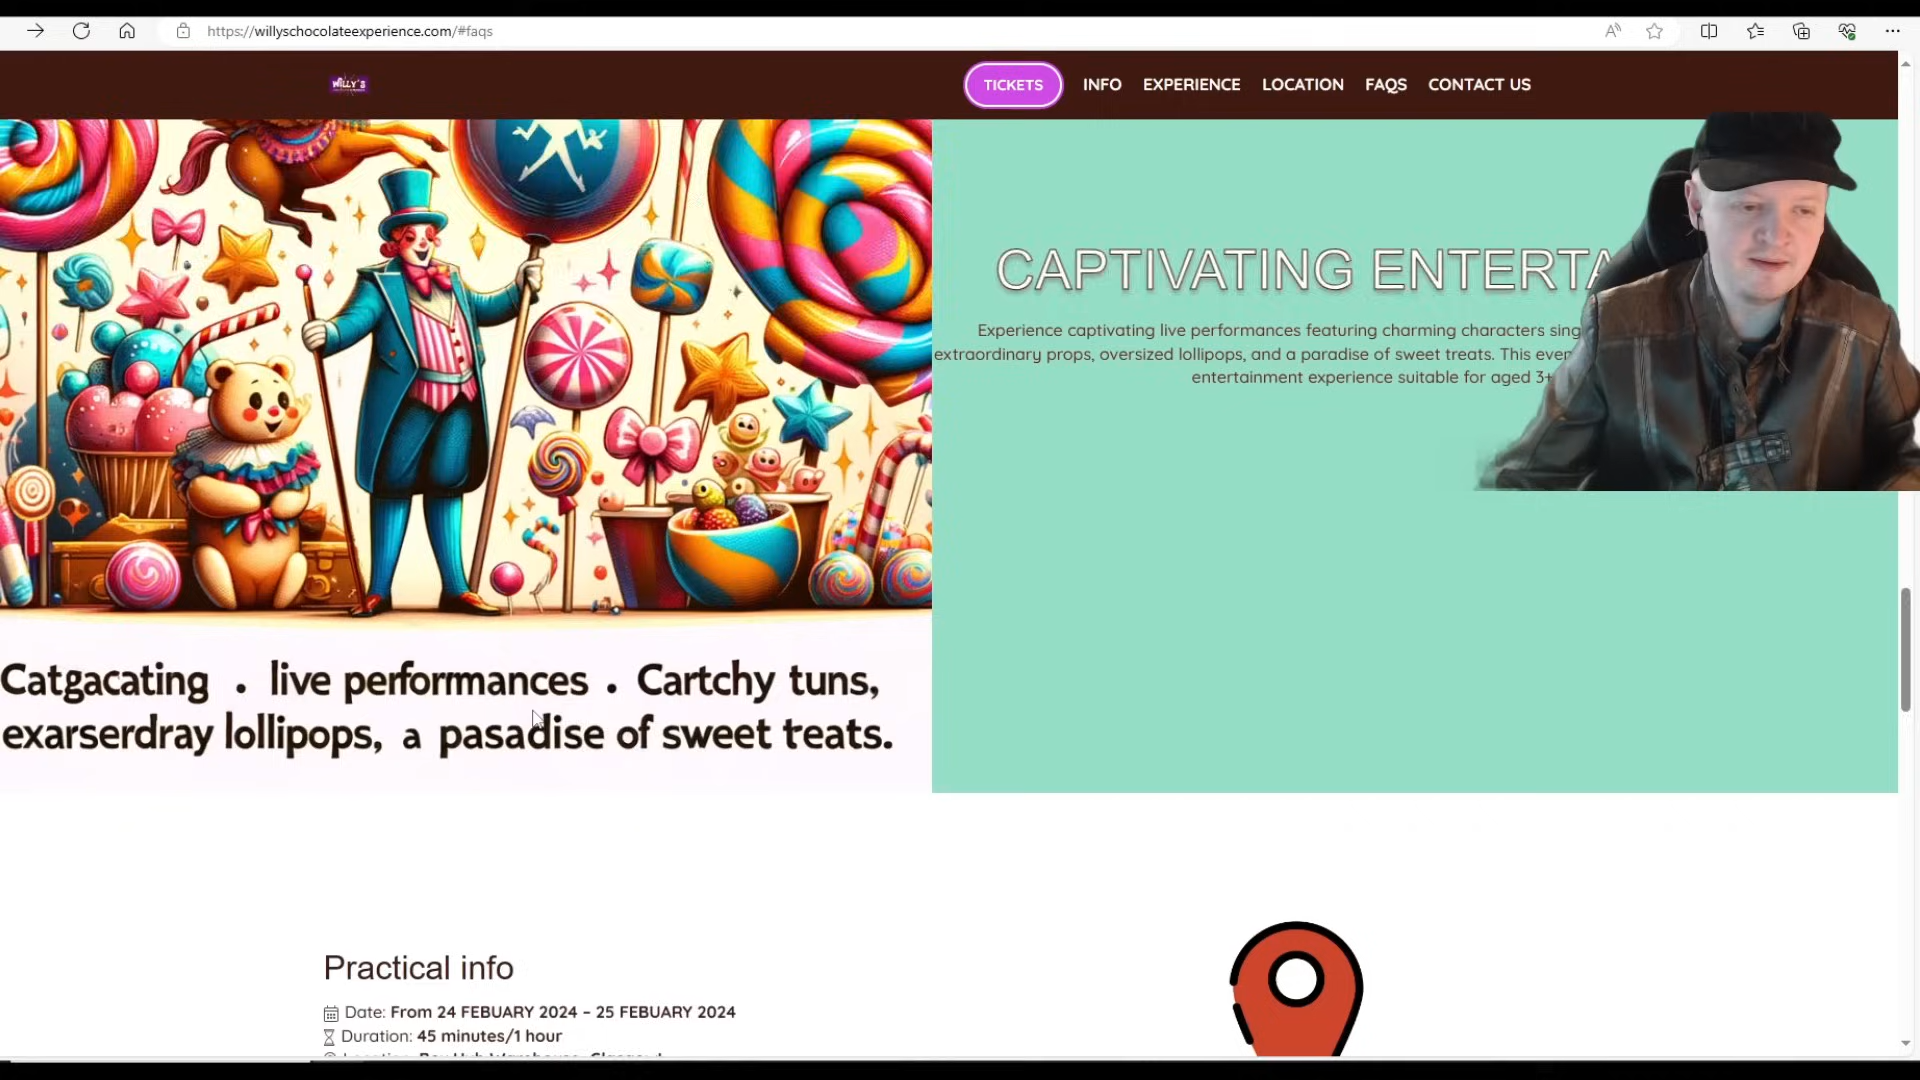 https://willyschocolateexperience.com/#faqs
WILLY'S
TICKETS INFO EXPERIENCE LOCATION FAQS CONTACT US
CAPTIVATING ENTERTA
Experience captivating live performances featuring charming characters sing
extraordinary props, oversized lollipops, and a paradise of sweet treats. This even
entertainment experience suitable for aged 3+
Catgacating . live performances . Cartchy tuns,
exarserdray lollipops, a pasadise of sweet treats.
Practical info
Date: From 24 FEBUARY 2024 – 25 FEBUARY 2024
Duration: 45 minutes/1 hour